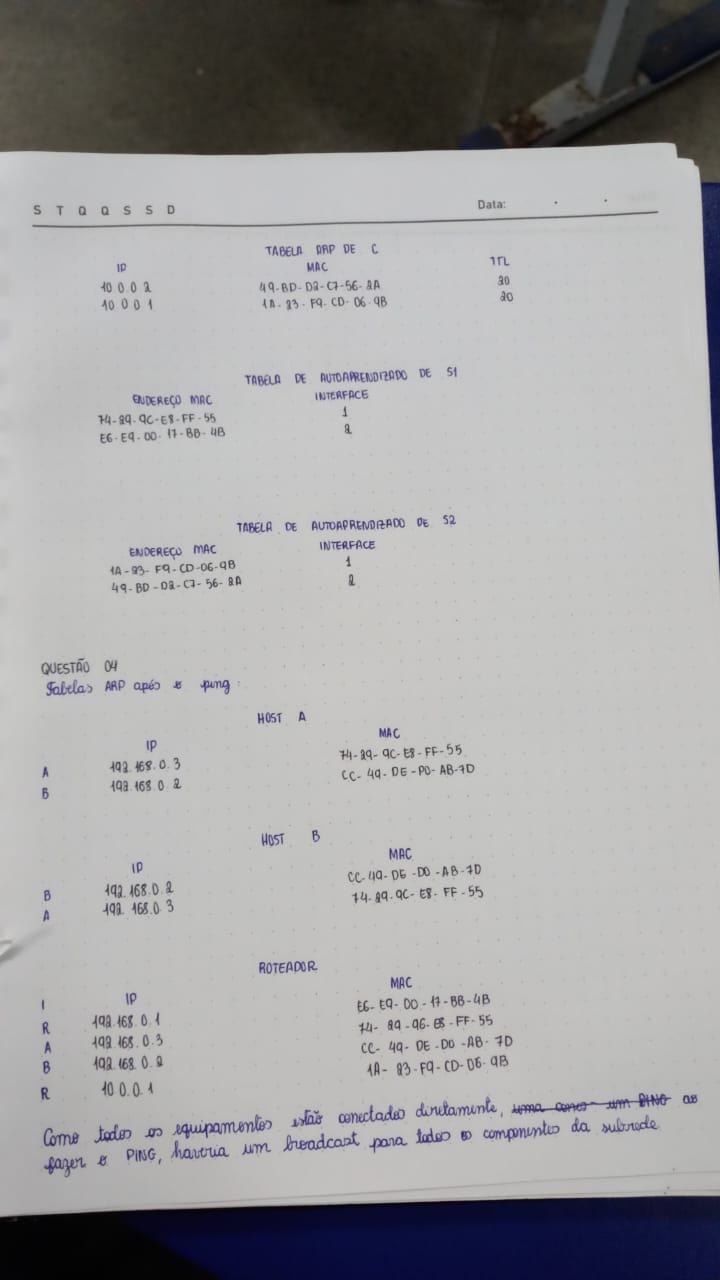 S T Q Q S S D Data: . .
TABELA ARP DE C
IP MAC TTL
10.0.0.2 49-BD-D2-C7-56-2A 20
10.0.0.1 1A-23-F9-CD-06-9B 20
TABELA DE AUTOAPRENDIZADO DE S1
ENDEREÇO MAC INTERFACE
74-29-9C-E8-FF-55 1
E6-E9-00-17-BB-4B 2
TABELA DE AUTOAPRENDIZADO DE S2
ENDEREÇO MAC INTERFACE
1A-23-F9-CD-06-9B 1
49-BD-D2-C7-56-2A 2
QUESTÃO 04
Tabelas ARP após o ping:
HOST A
IP MAC
A 192.168.0.3 74-29-9C-E8-FF-55
B 192.168.0.2 CC-49-DE-D0-AB-7D
HOST B
IP MAC
B 192.168.0.2 CC-49-DE-D0-AB-7D
A 192.168.0.3 74-29-9C-E8-FF-55
ROTEADOR
I IP MAC
R 192.168.0.1 E6-E9-00-17-BB-4B
A 192.168.0.3 74-29-96-E8-FF-55
B 192.168.0.2 CC-49-DE-D0-AB-7D
R 10.0.0.1 1A-23-F9-CD-06-9B
Como todos os equipamentos estão conectados diretamente, uma um PING ao
fazer o PING, haveria um broadcast para todos os componentes da subrede